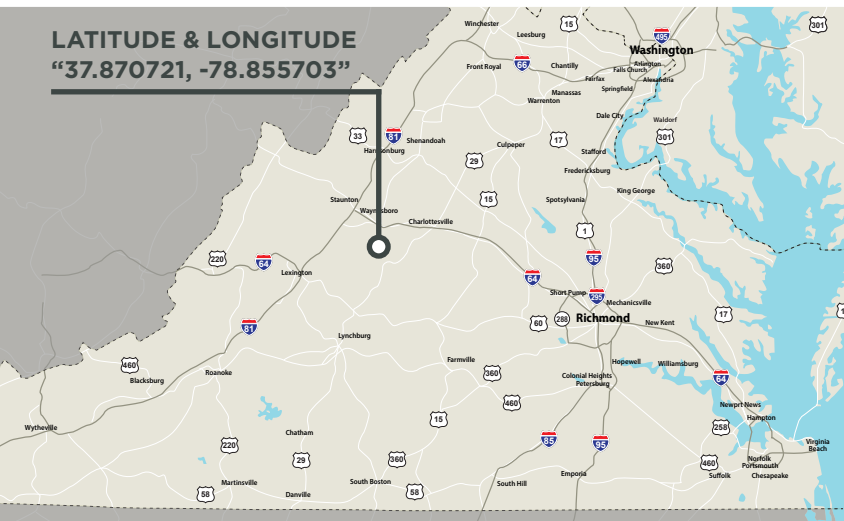 LATITUDE & LONGITUDE
“37.870721, -78.855703”
Winchester
15
301
Leesburg
495
Washington
Front Royal
66
Chantilly
Falls Church
Arlington
Fairfax
Alexandria
Springfield
Manassas
Warrenton
Dale City
Waldorf
33
81
Shenandoah
Harrisonburg
Culpeper
17
301
Stafford
29
Fredericksburg
King George
Staunton
15
Spotsylvania
Waynesboro
Charlottesville
1
220
64
Lexington
95
360
64
Short Pump
295
Mechanicsville
81
60
288
Richmond
17
1
New Kent
Lynchburg
460
Blacksburg
Roanoke
Farmville
360
Hopewell
Williamsburg
Colonial Heights
Petersburg
64
460
Newprt News
15
Hampton
Wytheville
Chatham
258
220
29
360
85
95
Virginia
Beach
Norfolk
Portsmouth
460
Suffolk
Chesapeake
Emporia
Martinsville
South Boston
South Hill
58
Danville
58